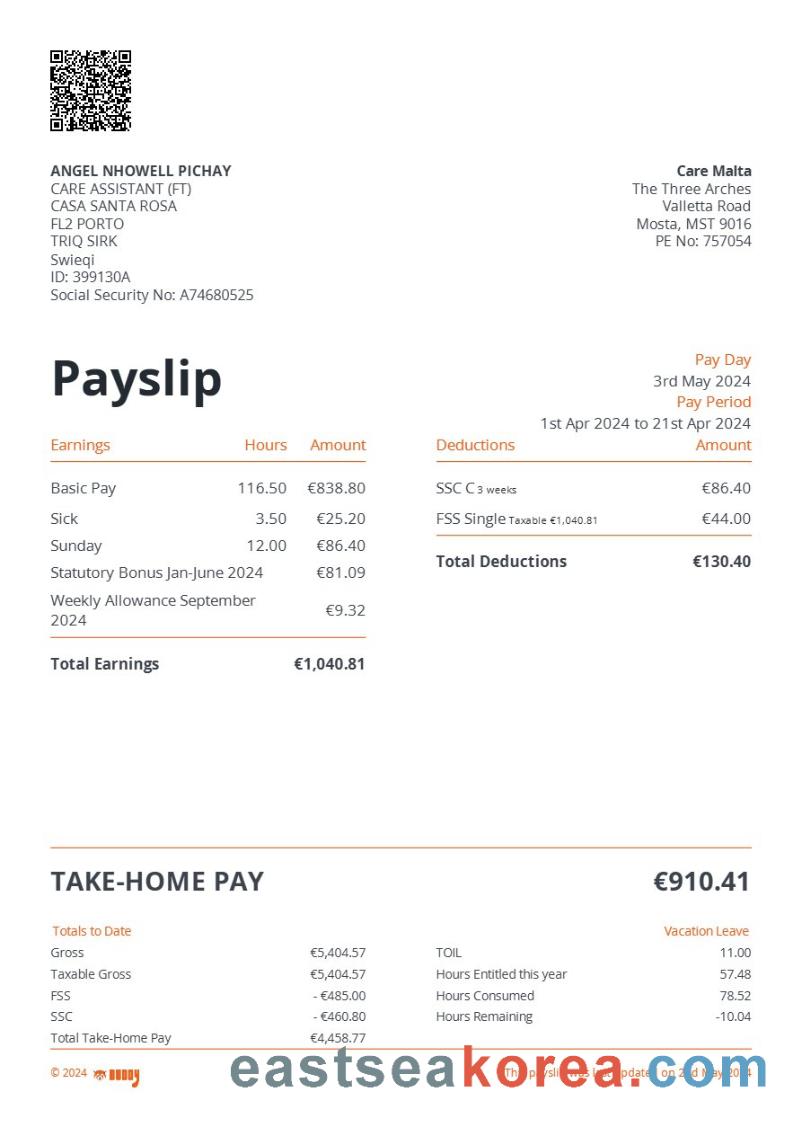 ANGEL NHOWELL PICHAY
CARE ASSISTANT (FT)
CASA SANTA ROSA
FL2 PORTO
TRIQ SIRK
Swieqi
ID: 399130A
Social Security No: A74680525
Care Malta
The Three Arches
Valletta Road
Mosta, MST 9016
PE No: 757054
Payslip
Pay Day
3rd May 2024
Pay Period
1st Apr 2024 to 21st Apr 2024
Earnings Hours Amount
Basic Pay 116.50 €838.80
Sick 3.50 €25.20
Sunday 12.00 €86.40
Statutory Bonus Jan-June 2024 €81.09
Weekly Allowance September
2024 €9.32
Total Earnings €1,040.81
Deductions Amount
SSC C 3 weeks €86.40
FSS Single Taxable €1,040.81 €44.00
Total Deductions €130.40
TAKE-HOME PAY €910.41
Totals to Date
Gross €5,404.57
Taxable Gross €5,404.57
FSS - €485.00
SSC - €460.80
Total Take-Home Pay €4,458.77
Vacation Leave
TOIL 11.00
Hours Entitled this year 57.48
Hours Consumed 78.52
Hours Remaining -10.04
© 2024
This payslip was last updated on 2nd May 2024
eastseakorea.com